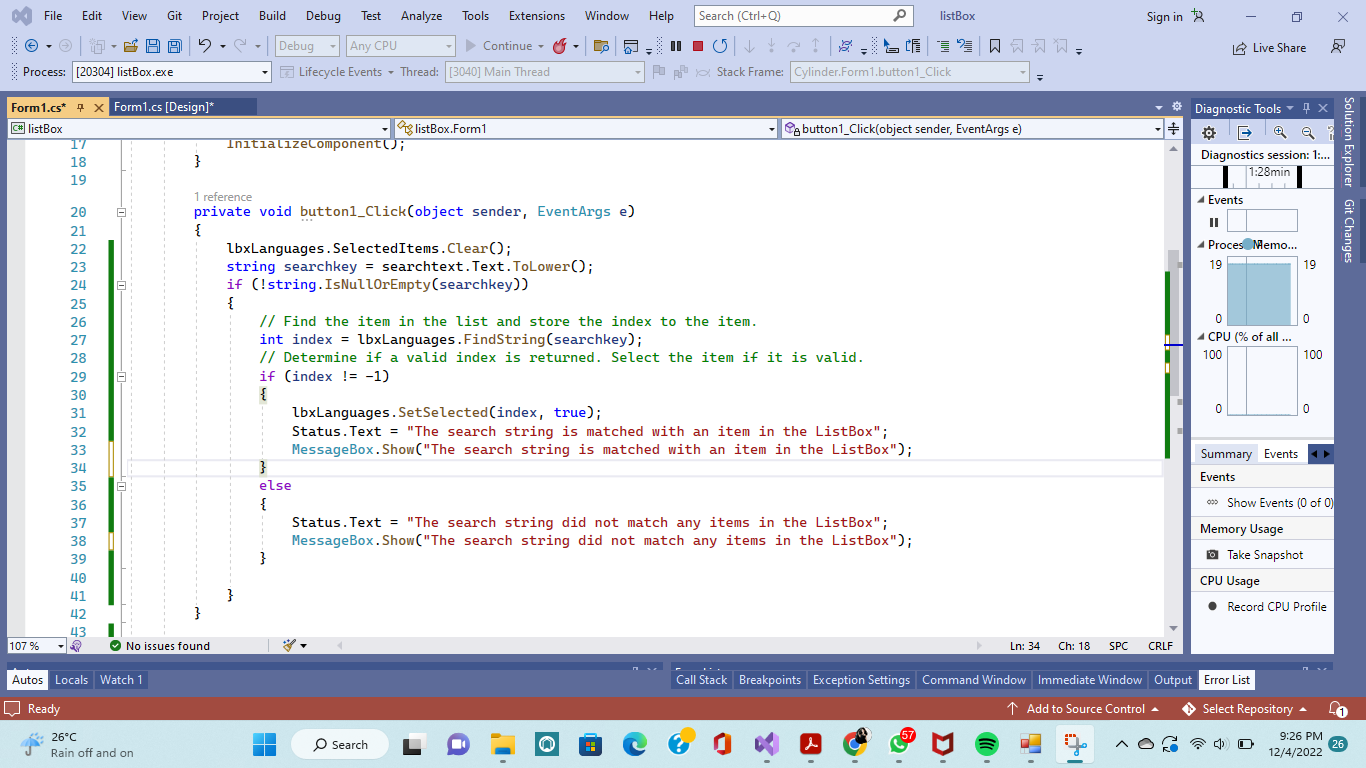 File Edit View Git Project Build Debug Test Analyze Tools Extensions Window Help Search (Ctrl+Q) listBox Sign in
Debug Any CPU Continue Live Share
Process: [20304] listBox.exe Lifecycle Events Thread: [3040] Main Thread Stack Frame: Cylinder.Form1.button1_Click
Form1.cs* Form1.cs [Design]*
listBox listBox.Form1 button1_Click(object sender, EventArgs e)
17 InitializeComponent();
18 }
19
1 reference
20 private void button1_Click(object sender, EventArgs e)
21 {
22 lbxLanguages.SelectedItems.Clear();
23 string searchkey = searchtext.Text.ToLower();
24 if (!string.IsNullOrEmpty(searchkey))
25 {
26 // Find the item in the list and store the index to the item.
27 int index = lbxLanguages.FindString(searchkey);
28 // Determine if a valid index is returned. Select the item if it is valid.
29 if (index != -1)
30 {
31 lbxLanguages.SetSelected(index, true);
32 Status.Text = "The search string is matched with an item in the ListBox";
33 MessageBox.Show("The search string is matched with an item in the ListBox");
34 }
35 else
36 {
37 Status.Text = "The search string did not match any items in the ListBox";
38 MessageBox.Show("The search string did not match any items in the ListBox");
39 }
40
41 }
42 }
43
107 % No issues found Ln: 34 Ch: 18 SPC CRLF
Diagnostic Tools
Diagnostics session: 1:...
1:28min
Events
Process Memo...
19 19
0 0
CPU (% of all ...
100 100
0 0
Summary Events
Events
Show Events (0 of 0)
Memory Usage
Take Snapshot
CPU Usage
Record CPU Profile
Solution Explorer
Git Changes
Autos Locals Watch 1 Call Stack Breakpoints Exception Settings Command Window Immediate Window Output Error List
Ready Add to Source Control Select Repository 1
26°C
Rain off and on
Search
57
9:26 PM
12/4/2022
26